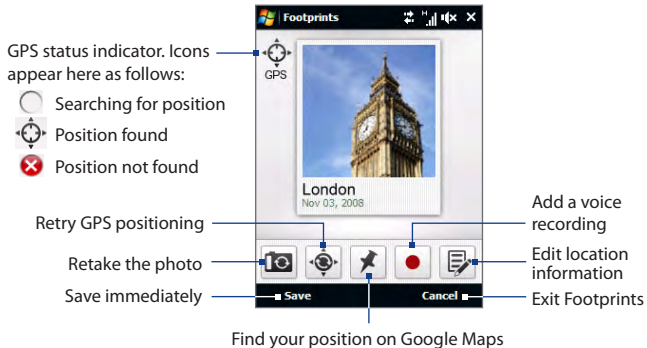 Footprints
GPS status indicator. Icons
appear here as follows:
Searching for position
Position found
Position not found
GPS
London
Nov 03, 2008
Retry GPS positioning
Retake the photo
Save immediately
Add a voice
recording
Edit location
information
Exit Footprints
Save
Cancel
Find your position on Google Maps